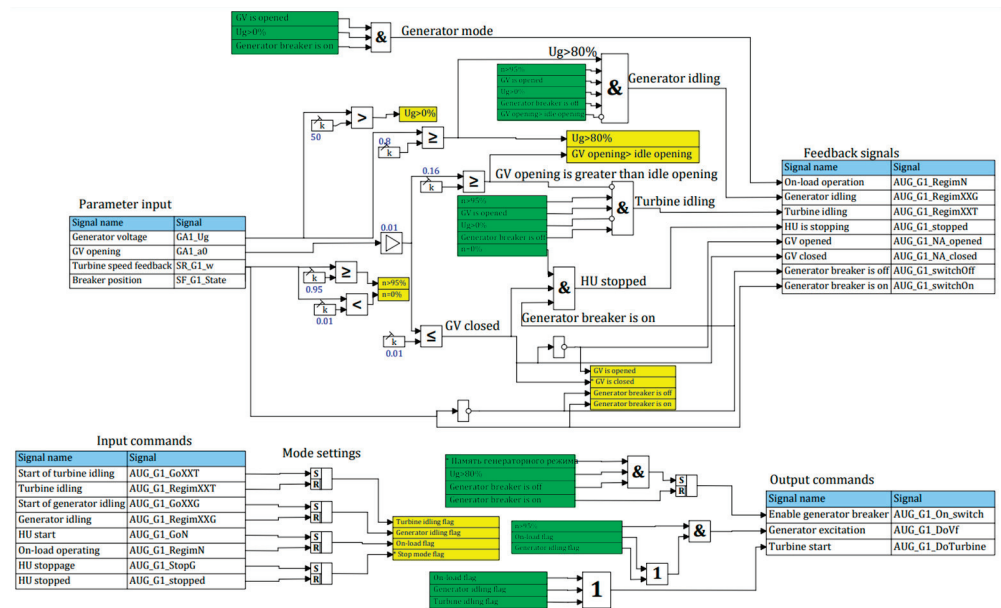 GV is opened
Ug>0%
Generator breaker is on
&
Generator mode
Ug>80%
n>95%
GV is opened
Ug>0%
Generator breaker is off
GV opening> idle opening
&
Generator idling
50
k
>
Ug>0%
0.8
k
≥
Ug>80%
GV opening> idle opening
0.16
k
≥
GV opening is greater than idle opening
n>95%
GV is opened
Ug>0%
Generator breaker is off
n=0%
&
Turbine idling
Feedback signals
Signal name
Signal
On-load operation
AUG_G1_RegimN
Generator idling
AUG_G1_RegimXXG
Turbine idling
AUG_G1_RegimXXT
HU is stopping
AUG_G1_stopped
GV opened
AUG_G1_NA_opened
GV closed
AUG_G1_NA_closed
Generator breaker is off
AUG_G1_switchOff
Generator breaker is on
AUG_G1_switchOn
Parameter input
Signal name
Signal
Generator voltage
GA1_Ug
GV opening
GA1_a0
Turbine speed feedback
SR_G1_w
Breaker position
SF_G1_State
0.01
k
0.95
≥
k
0.01
<
n>95%
n=0%
k
0.01
≤
GV closed
&
HU stopped
Generator breaker is on
GV is opened
* GV is closed
Generator breaker is off
Generator breaker is on
Input commands
Signal name
Signal
Start of turbine idling
AUG_G1_GoXXT
Turbine idling
AUG_G1_RegimXXT
Start of generator idling
AUG_G1_GoXXG
Generator idling
AUG_G1_RegimXXG
HU start
AUG_G1_GoN
On-load operating
AUG_G1_RegimN
HU stoppage
AUG_G1_StopG
HU stopped
AUG_G1_stopped
Mode settings
S
R
S
R
S
R
S
R
Turbine idling flag
Generator idling flag
On-load flag
* Stop mode flag
* Память генераторного режима
Ug>80%
Generator breaker is off
Generator breaker is on
&
S
R
n>95%
On-load flag
Generator idling flag
1
&
On-load flag
Generator idling flag
Turbine idling flag
1
Output commands
Signal name
Signal
Enable generator breaker
AUG_G1_On_switch
Generator excitation
AUG_G1_DoVf
Turbine start
AUG_G1_DoTurbine